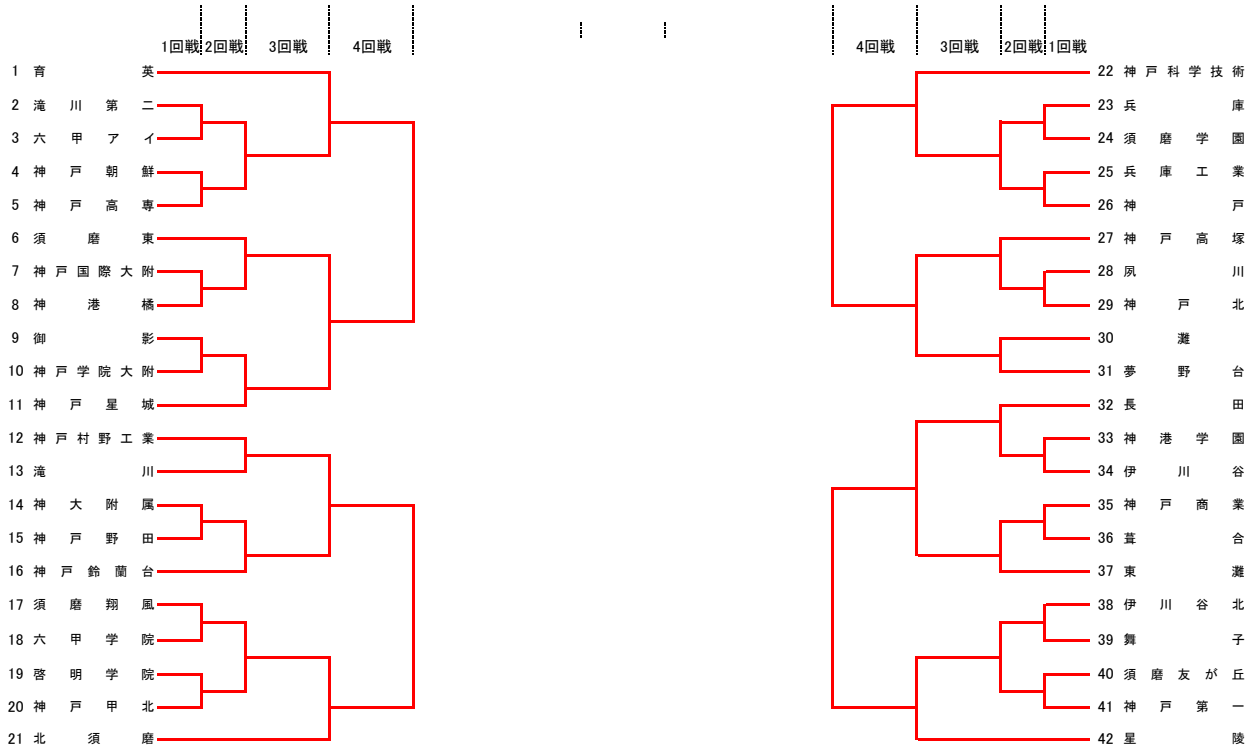 1回戦 2回戦 3回戦 4回戦 4回戦 3回戦 2回戦 1回戦
1 育英
2 滝川第二
3 六甲アイ
4 神戸朝鮮
5 神戸高専
6 須磨東
7 神戸国際大附
8 神港橘
9 御影
10 神戸学院大附
11 神戸星城
12 神戸村野工業
13 滝川
14 神大附属
15 神戸野田
16 神戸鈴蘭台
17 須磨翔風
18 六甲学院
19 啓明学院
20 神戸甲北
21 北須磨
22 神戸科学技術
23 兵庫
24 須磨学園
25 兵庫工業
26 神戸
27 神戸高塚
28 夙川
29 神戸北
30 灘
31 夢野台
32 長田
33 神港学園
34 伊川谷
35 神戸商業
36 葺合
37 東灘
38 伊川谷北
39 舞子
40 須磨友が丘
41 神戸第一
42 星陵